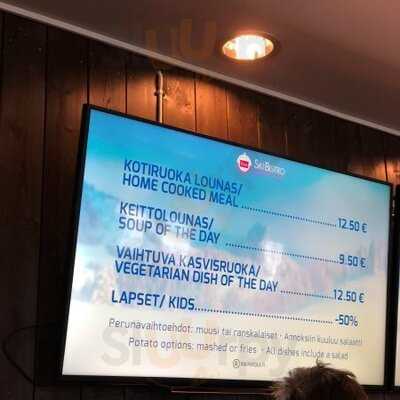 Ski Bistro
KOTIRUOKA LOUNAS/
HOME COOKED MEAL ........................ 12.50 €
KEITTOLOUNAS/
SOUP OF THE DAY ........................ 9.50 €
VAIHTUVA KASVISRUOKA/
VEGETARIAN DISH OF THE DAY ............... 12.50 €
LAPSET/ KIDS ........................ -50%
Perunavaihtoehdot: muusi tai ranskalaiset · Annoksiin kuuluu salaatti
Potato options: mashed or fries · All dishes include a salad